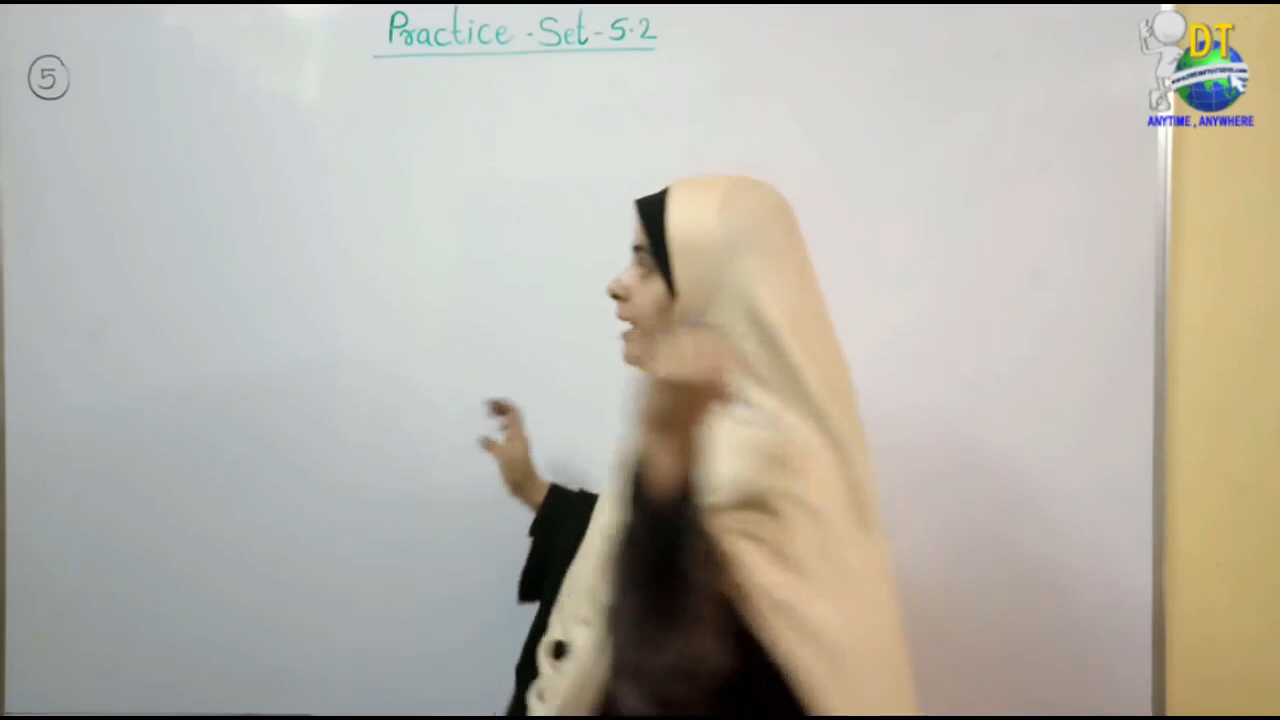 Practice - Set - 5.2
5
DT
ANYTIME , ANYWHERE